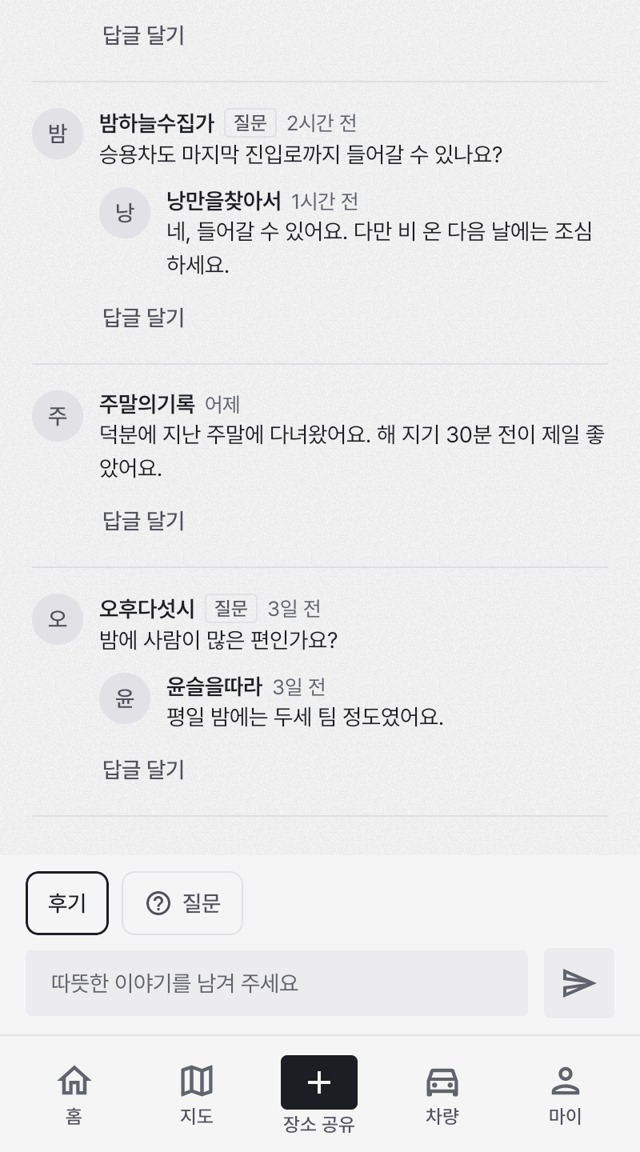 답글 달기
밤
밤하늘수집가 질문 2시간 전
승용차도 마지막 진입로까지 들어갈 수 있나요?
낭
낭만을찾아서 1시간 전
네, 들어갈 수 있어요. 다만 비 온 다음 날에는 조심
하세요.
답글 달기
주
주말의기록 어제
덕분에 지난 주말에 다녀왔어요. 해 지기 30분 전이 제일 좋
았어요.
답글 달기
오
오후다섯시 질문 3일 전
밤에 사람이 많은 편인가요?
윤
윤슬을따라 3일 전
평일 밤에는 두세 팀 정도였어요.
답글 달기
후기 질문
따뜻한 이야기를 남겨 주세요
홈 지도 장소 공유 차량 마이